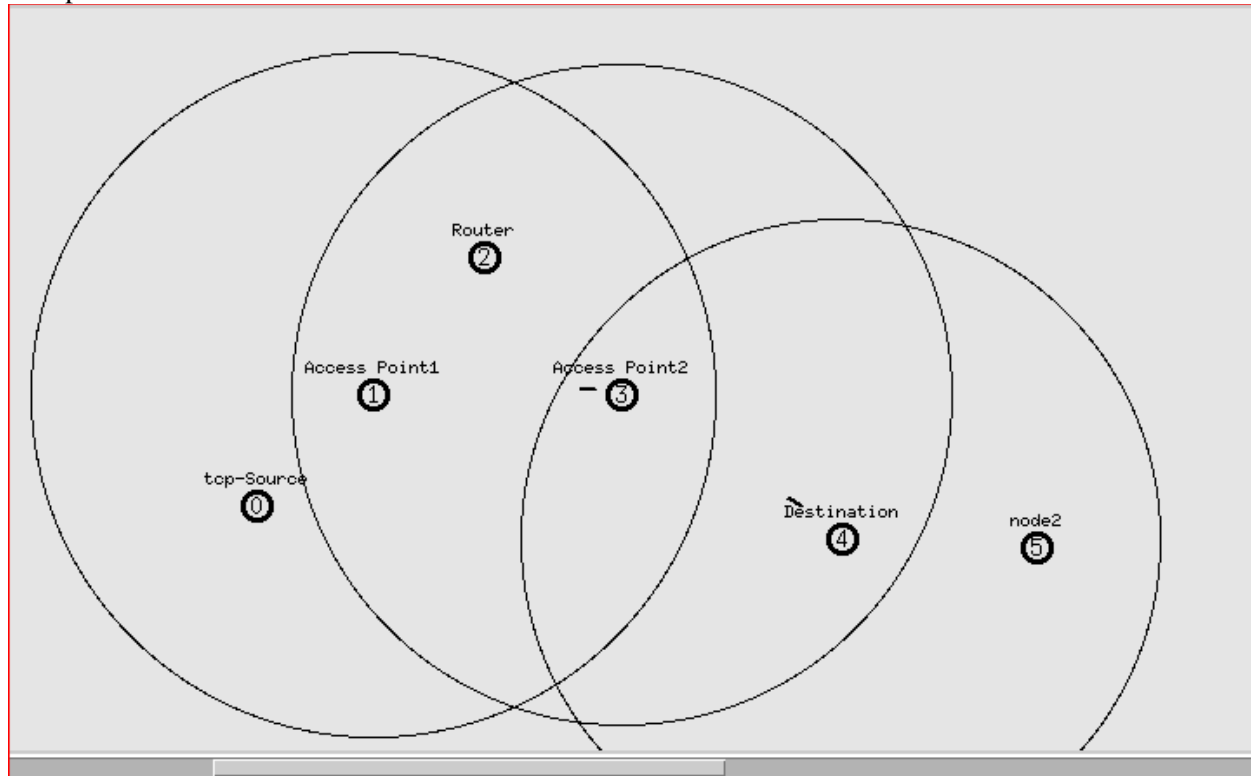 Router
2
Access Point1
1
Access Point2
3
tcp-Source
0
Destination
4
node2
5